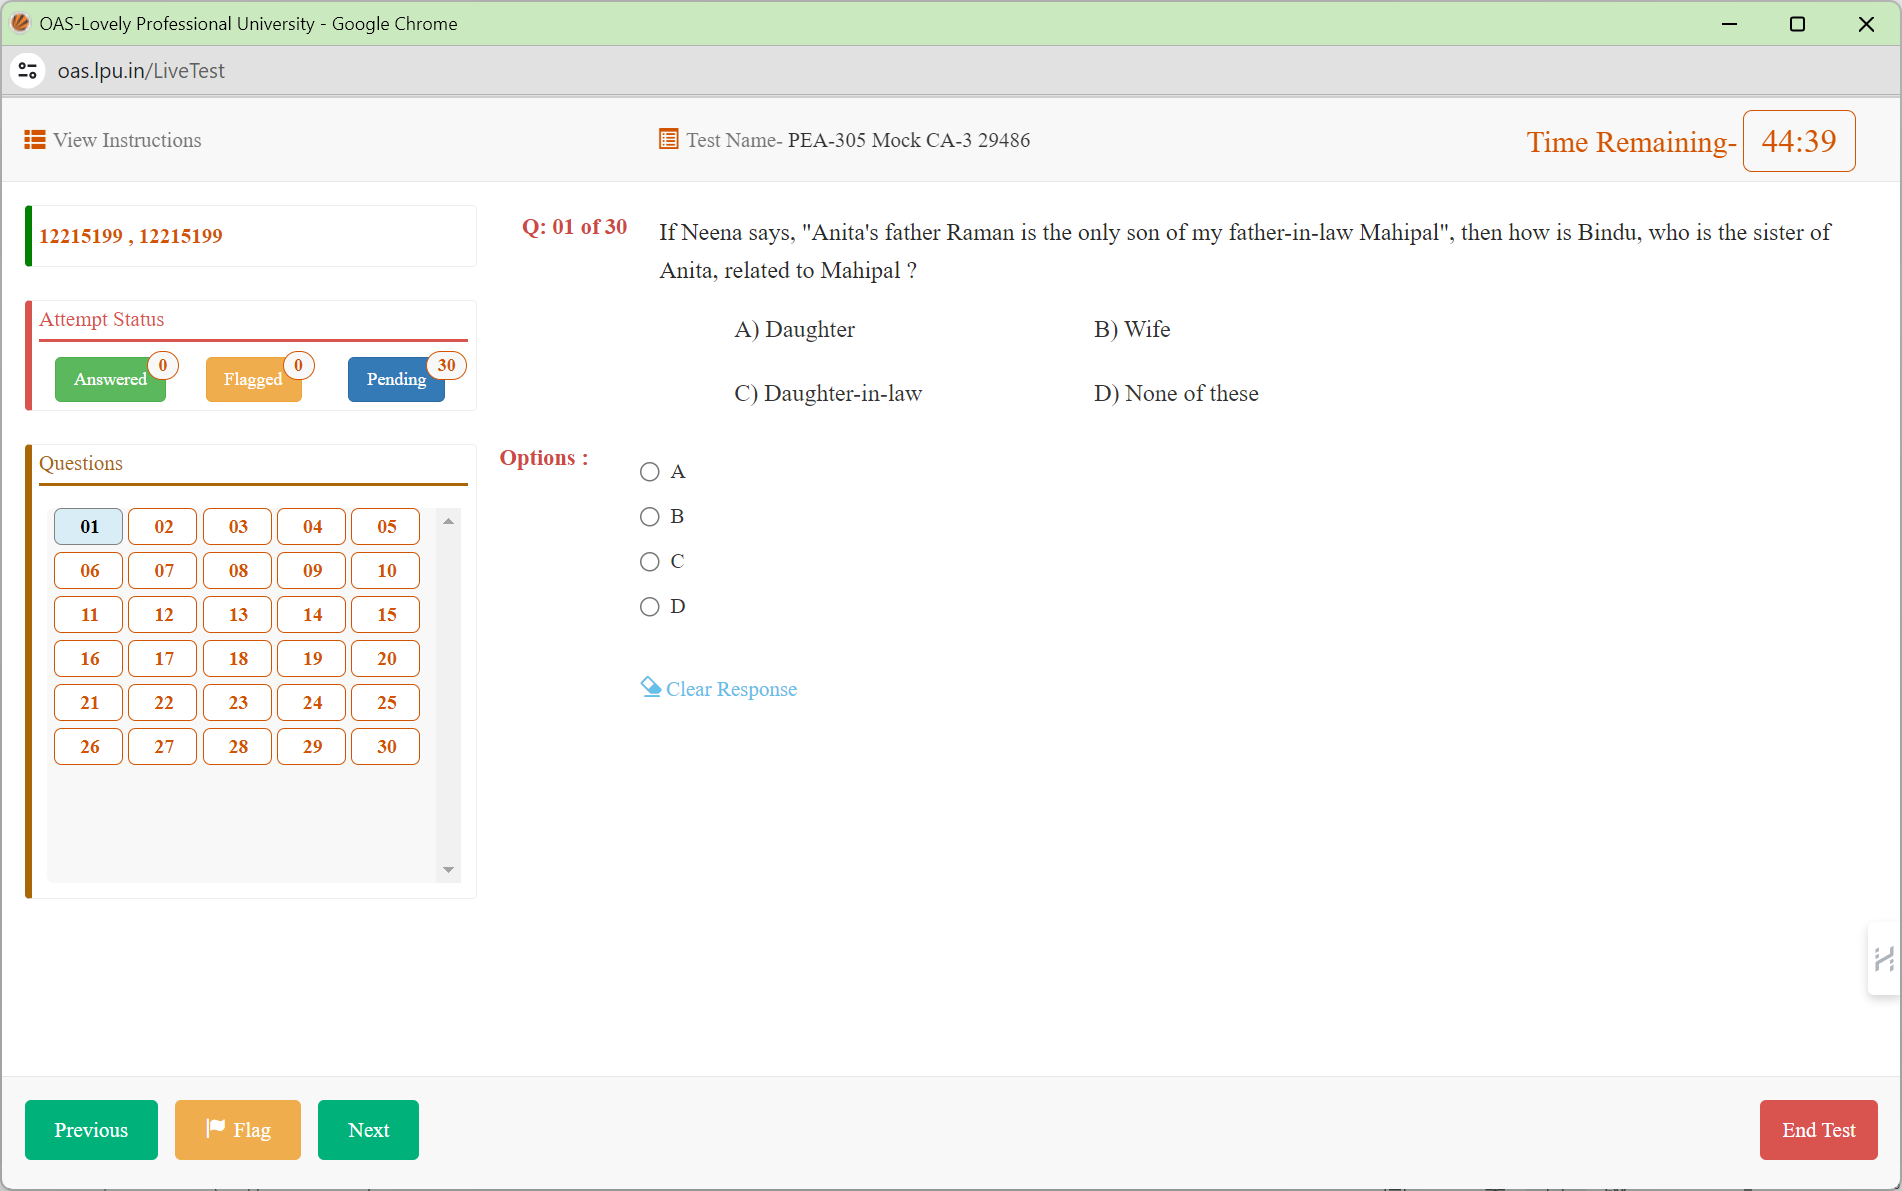 OAS-Lovely Professional University - Google Chrome
oas.lpu.in/LiveTest
View Instructions
Test Name- PEA-305 Mock CA-3 29486
Time Remaining- 44:39
12215199 , 12215199
Attempt Status
Answered 0
Flagged 0
Pending 30
Questions
01 02 03 04 05
06 07 08 09 10
11 12 13 14 15
16 17 18 19 20
21 22 23 24 25
26 27 28 29 30
Q: 01 of 30
If Neena says, "Anita's father Raman is the only son of my father-in-law Mahipal", then how is Bindu, who is the sister of
Anita, related to Mahipal ?
A) Daughter B) Wife
C) Daughter-in-law D) None of these
Options :
A
B
C
D
Clear Response
Previous
Flag
Next
End Test